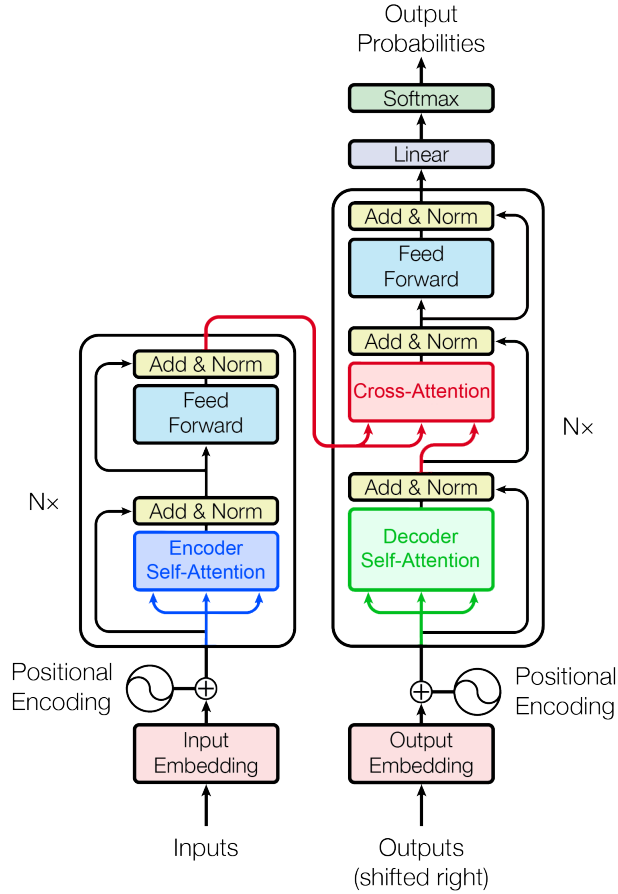 Output
Probabilities
Softmax
Linear
Add & Norm
Feed
Forward
Add & Norm
Cross-Attention
Nx
Add & Norm
Decoder
Self-Attention
Add & Norm
Feed
Forward
Nx
Add & Norm
Encoder
Self-Attention
Positional
Encoding
Positional
Encoding
Input
Embedding
Output
Embedding
Inputs
Outputs
(shifted right)